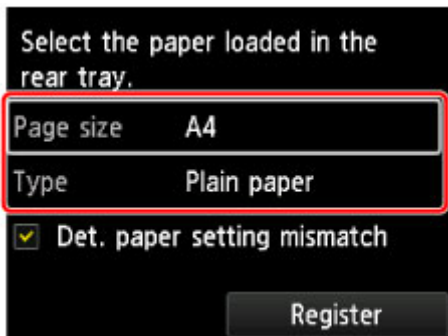 Select the paper loaded in the
rear tray.
Page size A4
Type Plain paper
Det. paper setting mismatch
Register